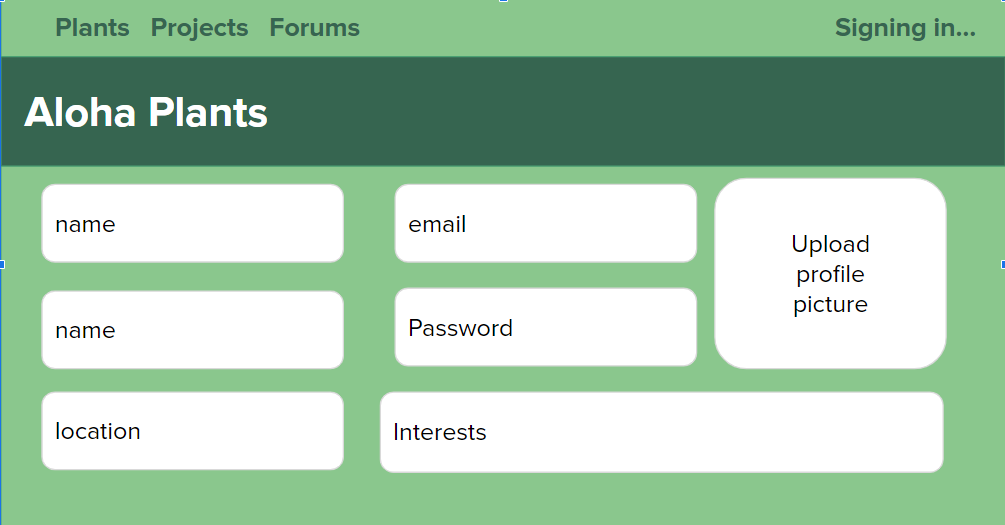 Plants Projects Forums Signing in...
Aloha Plants
name
email
Upload
profile
picture
name
Password
location
Interests